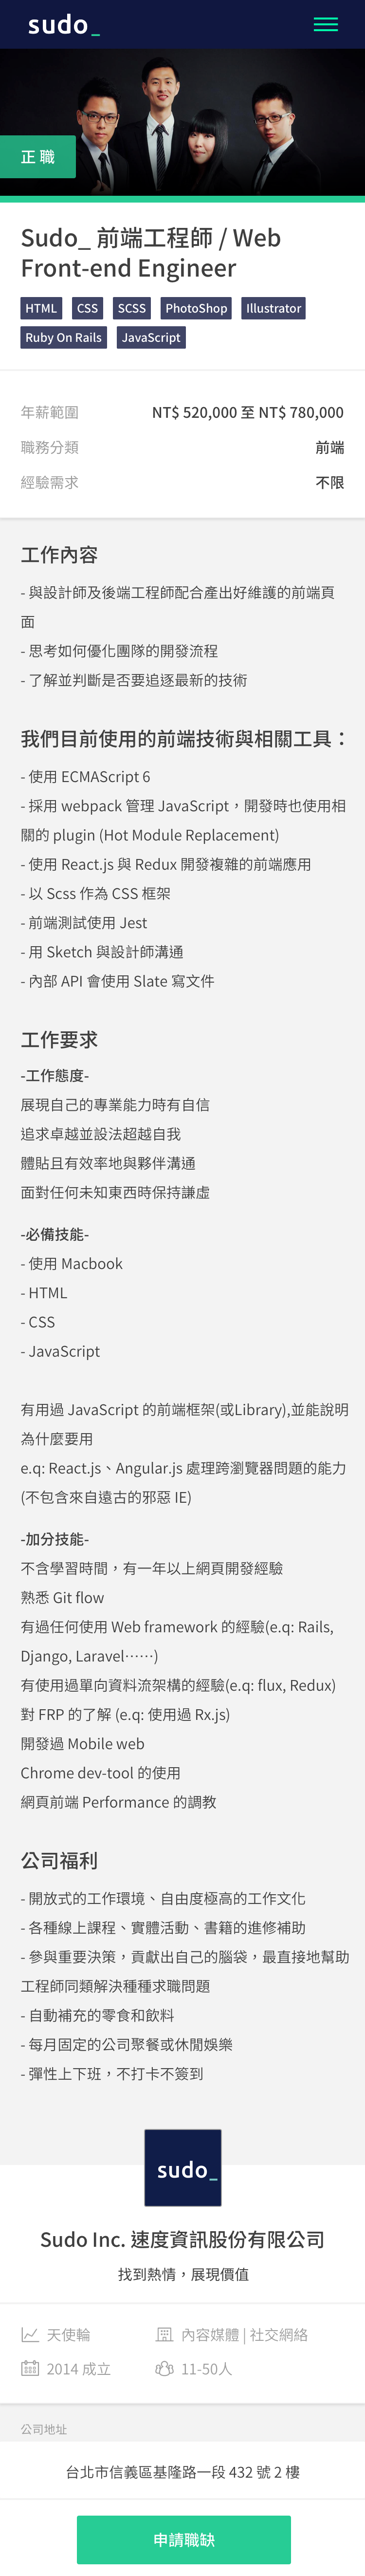 sudo_
正職
Sudo_ 前端工程師 / Web
Front-end Engineer
HTML CSS SCSS PhotoShop Illustrator
Ruby On Rails JavaScript
年薪範圍 NT$ 520,000 至 NT$ 780,000
職務分類 前端
經驗需求 不限
工作內容
- 與設計師及後端工程師配合產出好維護的前端頁
面
- 思考如何優化團隊的開發流程
- 了解並判斷是否要追逐最新的技術
我們目前使用的前端技術與相關工具：
- 使用 ECMAScript 6
- 採用 webpack 管理 JavaScript，開發時也使用相
關的 plugin (Hot Module Replacement)
- 使用 React.js 與 Redux 開發複雜的前端應用
- 以 Scss 作為 CSS 框架
- 前端測試使用 Jest
- 用 Sketch 與設計師溝通
- 內部 API 會使用 Slate 寫文件
工作要求
-工作態度-
展現自己的專業能力時有自信
追求卓越並設法超越自我
體貼且有效率地與夥伴溝通
面對任何未知東西時保持謙虛
-必備技能-
- 使用 Macbook
- HTML
- CSS
- JavaScript
有用過 JavaScript 的前端框架(或Library),並能說明
為什麼要用
e.q: React.js、Angular.js 處理跨瀏覽器問題的能力
(不包含來自遠古的邪惡 IE)
-加分技能-
不含學習時間，有一年以上網頁開發經驗
熟悉 Git flow
有過任何使用 Web framework 的經驗(e.q: Rails,
Django, Laravel……)
有使用過單向資料流架構的經驗(e.q: flux, Redux)
對 FRP 的了解 (e.q: 使用過 Rx.js)
開發過 Mobile web
Chrome dev-tool 的使用
網頁前端 Performance 的調教
公司福利
- 開放式的工作環境、自由度極高的工作文化
- 各種線上課程、實體活動、書籍的進修補助
- 參與重要決策，貢獻出自己的腦袋，最直接地幫助
工程師同類解決種種求職問題
- 自動補充的零食和飲料
- 每月固定的公司聚餐或休閒娛樂
- 彈性上下班，不打卡不簽到
sudo_
Sudo Inc. 速度資訊股份有限公司
找到熱情，展現價值
天使輪 內容媒體 | 社交網絡
2014 成立 11-50人
公司地址
台北市信義區基隆路一段 432 號 2 樓
申請職缺